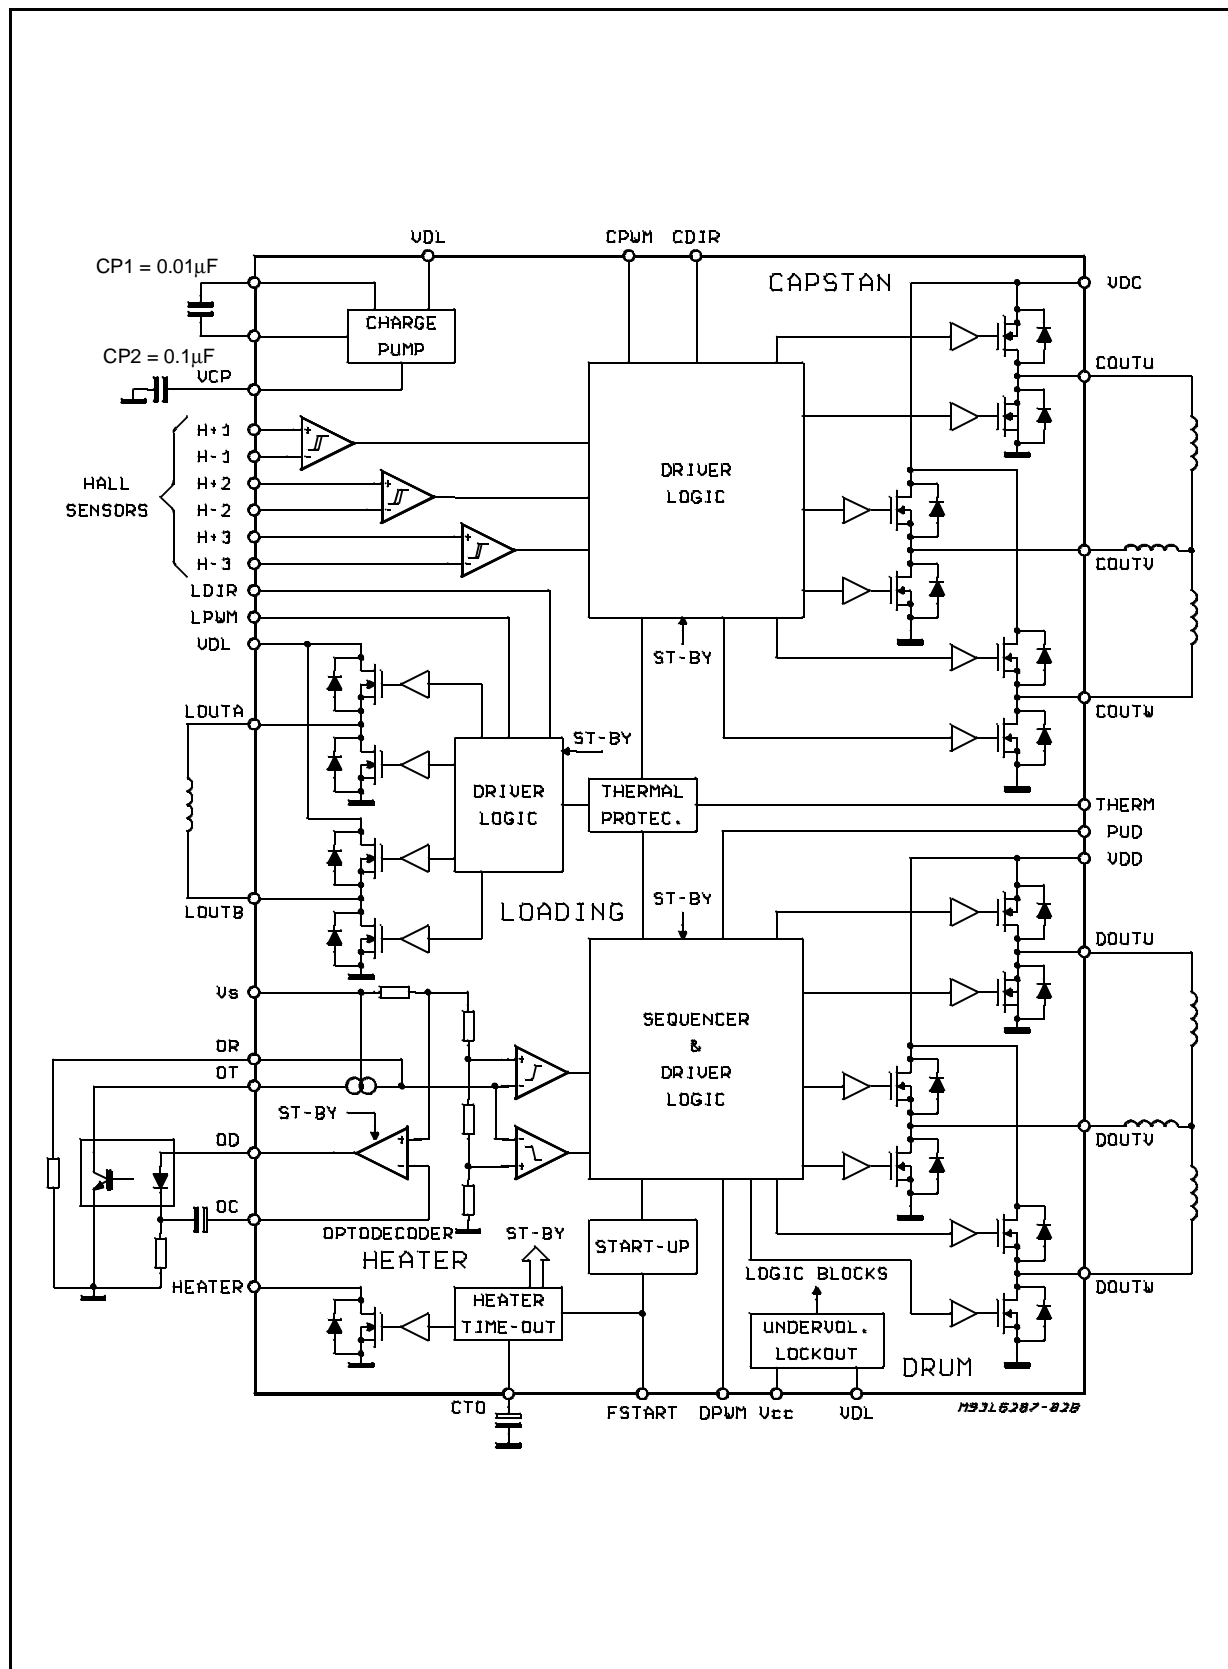 VDL
CPWM CDIR
CP1 = 0.01µF
CAPSTAN
VDC
CHARGE
PUMP
CP2 = 0.1µF
VCP
COUTU
H+1
H-1
H+2
H-2
H+3
H-3
HALL
SENSORS
DRIVER
LOGIC
COUTV
LDIR
LPWM
VDL
ST-BY
LOUTA
COUTW
ST-BY
DRIVER
LOGIC
THERMAL
PROTEC.
THERM
PUD
VDD
LOUTB
LOADING
ST-BY
DOUTU
Vs
SEQUENCER
&
DRIVER
LOGIC
OR
OT
ST-BY
OD
DOUTV
OC
OPTODECODER
ST-BY
START-UP
HEATER
LOGIC BLOCKS
HEATER
DOUTW
HEATER
TIME-OUT
UNDERVOL.
LOCKOUT
DRUM
CTO
FSTART DPWM Vcc VDL
M93L6287-02B